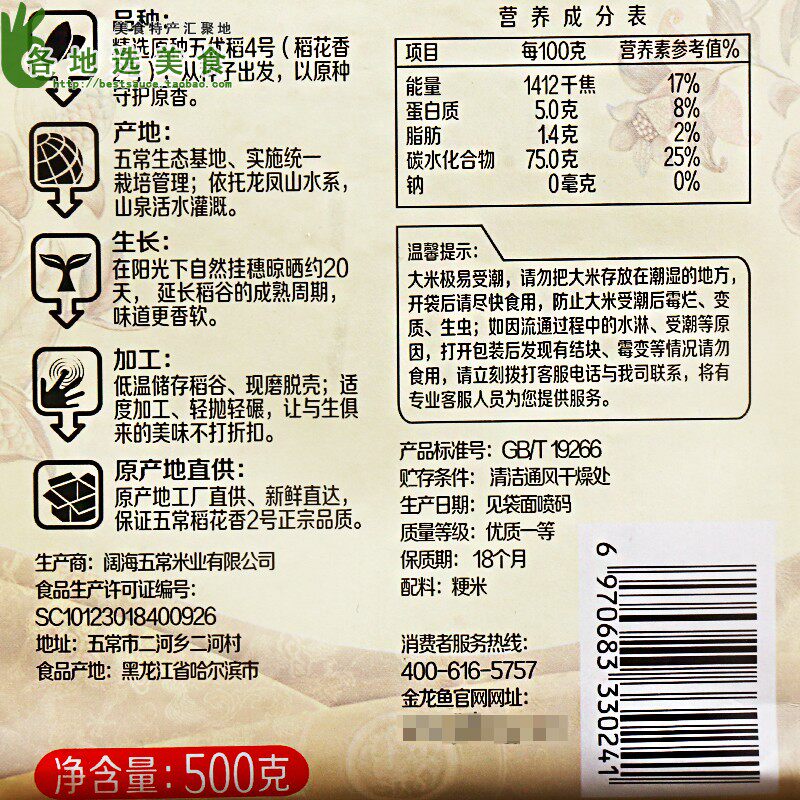 品种:
美食特产汇聚地
各地选美食
http://bestsauce.taobao.com
精选原种五优稻4号（稻花香
从种子出发，以原种
守护原香。
产地:
五常生态基地、实施统一
栽培管理；依托龙凤山水系，
山泉活水灌溉。
生长:
在阳光下自然挂穗晾晒约20
天，延长稻谷的成熟周期，
味道更香软。
加工:
低温储存稻谷、现磨脱壳；适
度加工、轻抛轻碾，让与生俱
来的美味不打折扣。
原产地直供:
原产地工厂直供、新鲜直达，
保证五常稻花香2号正宗品质。
生产商：阔海五常米业有限公司
食品生产许可证编号:
SC10123018400926
地址：五常市二河乡二河村
食品产地：黑龙江省哈尔滨市
净含量:500克
营养成分表
项目 每100克 营养素参考值%
能量 1412千焦 17%
蛋白质 5.0克 8%
脂肪 1.4克 2%
碳水化合物 75.0克 25%
钠 0毫克 0%
温馨提示:
大米极易受潮，请勿把大米存放在潮湿的地方，
开袋后请尽快食用，防止大米受潮后霉烂、变
质、生虫；如因流通过程中的水淋、受潮等原
因，打开包装后发现有结块、霉变等情况请勿
食用，请立刻拨打客服电话与我司联系，将有
专业客服人员为您提供服务。
产品标准号：GB/T 19266
贮存条件：清洁通风干燥处
生产日期：见袋面喷码
质量等级：优质一等
保质期：18个月
配料：粳米
消费者服务热线:
400-616-5757
金龙鱼官网网址:
6 970683 330241